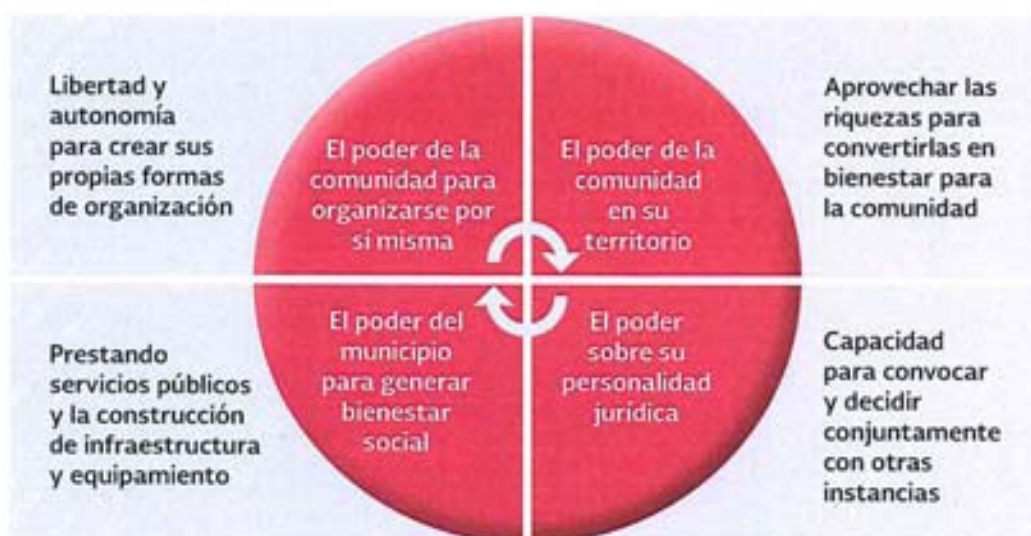 Libertad y
autonomía
para crear sus
propias formas
de organización
El poder de la
comunidad para
organizarse por
sí misma
El poder de la
comunidad
en su
territorio
Aprovechar las
riquezas para
convertirlas en
bienestar para
la comunidad
Prestando
servicios públicos
y la construcción
de infraestructura
y equipamiento
El poder del
municipio
para generar
bienestar
social
El poder
sobre su
personalidad
jurídica
Capacidad
para convocar
y decidir
conjuntamente
con otras
instancias